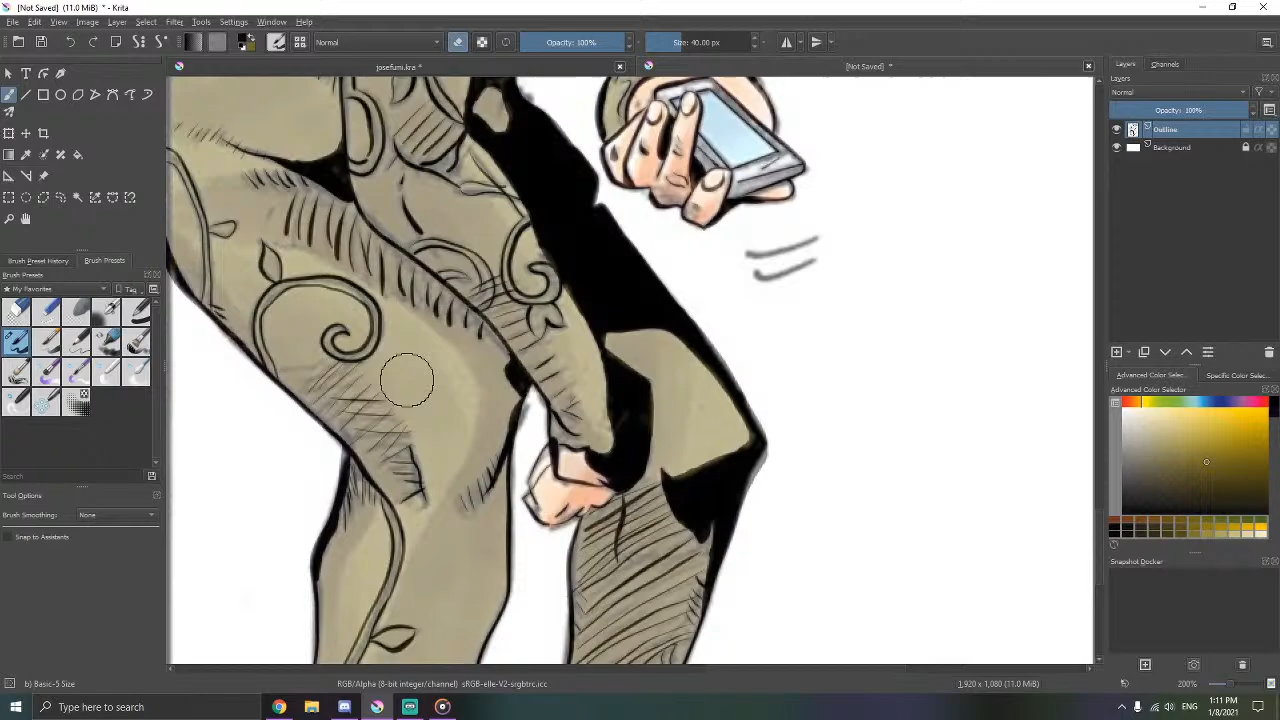 [Not Saved]  (11.0 MiB) * - Krita
File Edit View Image Layer Select Filter Tools Settings Window Help
Normal Opacity: 100% Size: 40.00 px
josefumi.kra * [Not Saved] *
Layers Channels
Layers
Normal
Opacity: 100%
Outline
Background
Brush Preset History Brush Presets
Brush Presets
My Favorites Tag
Search
Tool Options
Brush Smoothing: None
Snap to Assistants
Advanced Color Selec... Specific Color Selec...
Advanced Color Selector
Snapshot Docker
b) Basic-5 Size RGB/Alpha (8-bit integer/channel)  sRGB-elle-V2-srgbtrc.icc 1,920 x 1,080 (11.0 MiB) 200%
Type here to search ENG 1:11 PM
1/8/2021